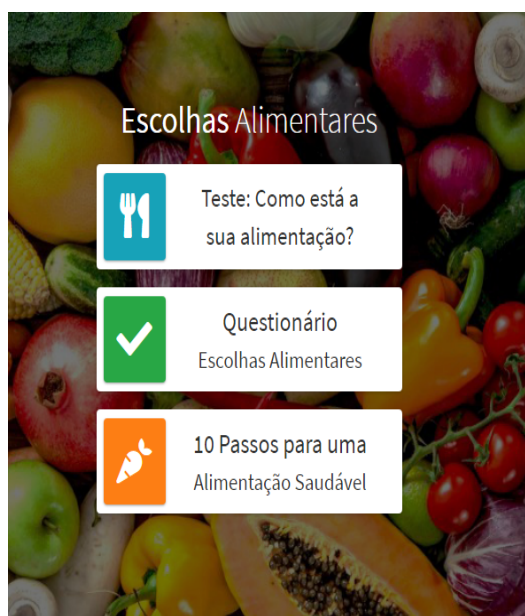 Escolhas Alimentares
Teste: Como está a
sua alimentação?
Questionário
Escolhas Alimentares
10 Passos para uma
Alimentação Saudável